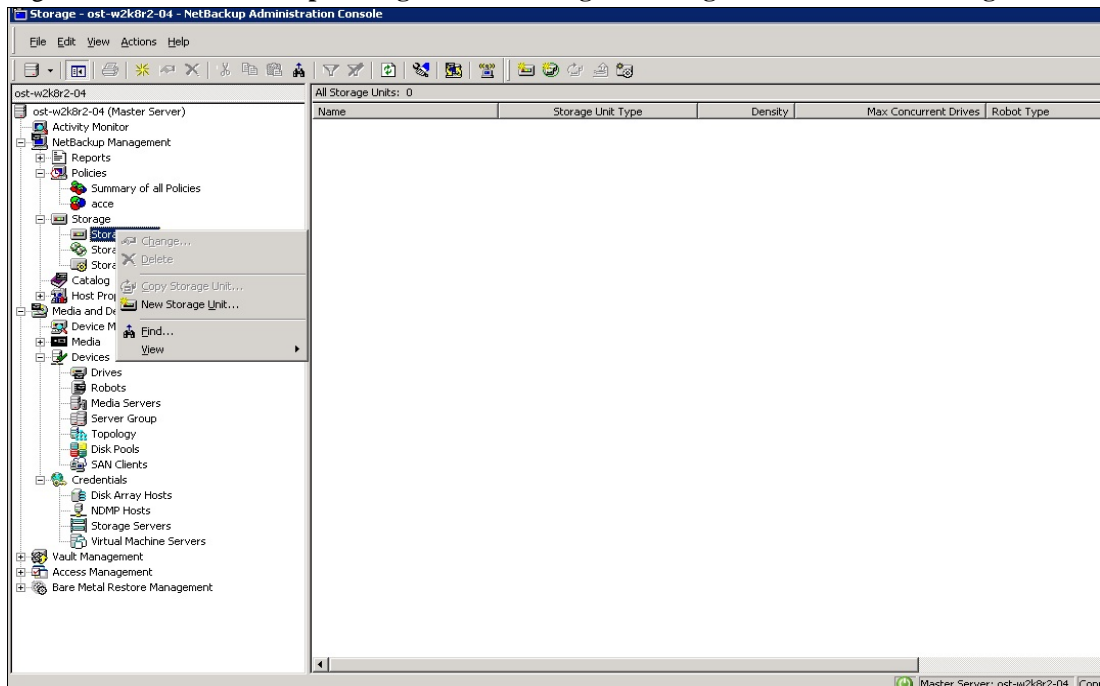 Storage - ost-w2k8r2-04 - NetBackup Administration Console
File Edit View Actions Help
ost-w2k8r2-04
All Storage Units: 0
Name Storage Unit Type Density Max Concurrent Drives Robot Type
ost-w2k8r2-04 (Master Server)
Activity Monitor
NetBackup Management
Reports
Policies
Summary of all Policies
acce
Storage
Change...
Delete
Catalog
Copy Storage Unit...
New Storage Unit...
Media and
Find...
Media
View
Devices
Drives
Robots
Media Servers
Server Group
Topology
Disk Pools
SAN Clients
Credentials
Disk Array Hosts
NDMP Hosts
Storage Servers
Virtual Machine Servers
Vault Management
Access Management
Bare Metal Restore Management
Master Server: ost-w2k8r2-04